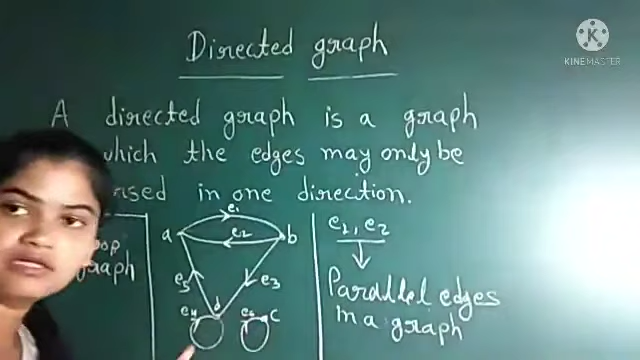 Directed graph
A directed graph is a graph
which the edges may only be
in one direction.
graph
e1
a e2 b
e5 e3
e4 d c
e1, e2
Parallel edges
in a graph
K
KINEMASTER